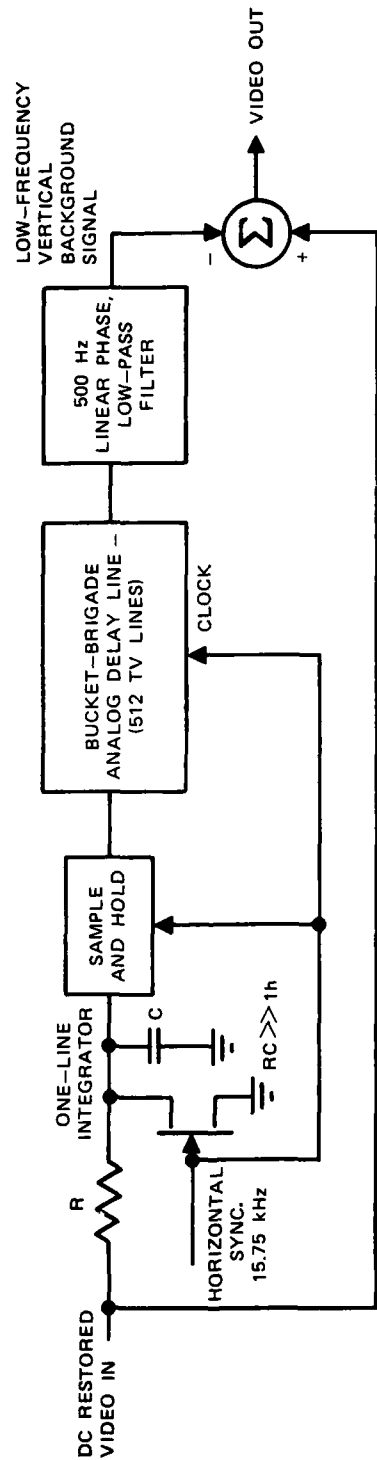 DC RESTORED
VIDEO IN
R
HORIZONTAL
SYNC.
15.75 kHz
ONE-LINE
INTEGRATOR
C
RC >> 1h
SAMPLE
AND HOLD
BUCKET-BRIGADE
ANALOG DELAY LINE -
(512 TV LINES)
CLOCK
500 Hz
LINEAR PHASE,
LOW-PASS
FILTER
LOW-FREQUENCY
VERTICAL
BACKGROUND
SIGNAL
-
Σ
+
VIDEO OUT